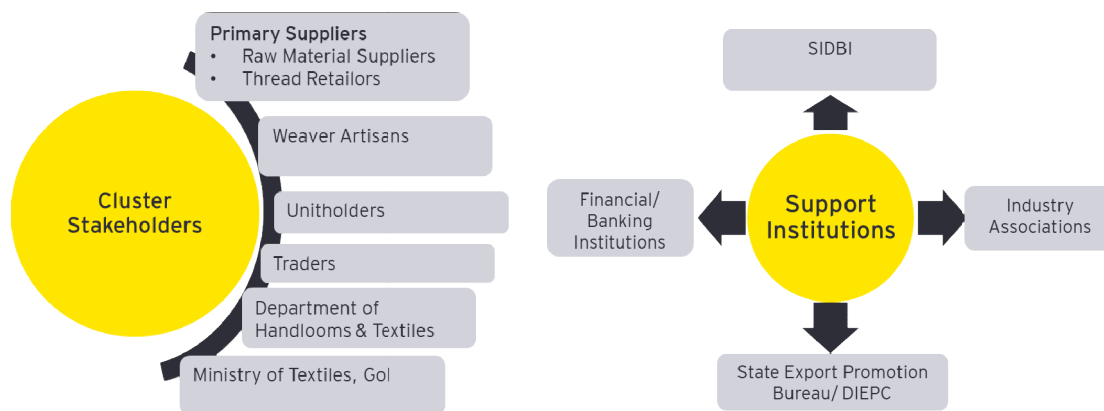 Primary Suppliers
• Raw Material Suppliers
• Thread Retailors
Weaver Artisans
Cluster
Stakeholders
Unitholders
Traders
Department of
Handlooms & Textiles
Ministry of Textiles, GoI
SIDBI
Financial/
Banking
Institutions
Support
Institutions
Industry
Associations
State Export Promotion
Bureau/ DIEPC